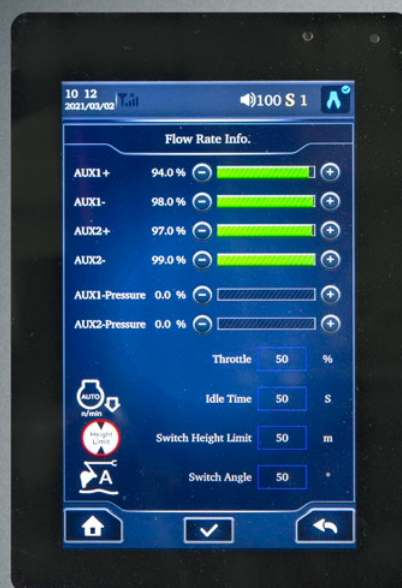 10 12
2021/03/02
100 S 1
Flow Rate Info.
AUX1+ 94.0 %
AUX1- 98.0 %
AUX2+ 97.0 %
AUX2- 99.0 %
AUX1-Pressure 0.0 %
AUX2-Pressure 0.0 %
Throttle 50 %
AUTO
n/min
Idle Time 50 S
Height
Limit
Switch Height Limit 50 m
A
Switch Angle 50 °